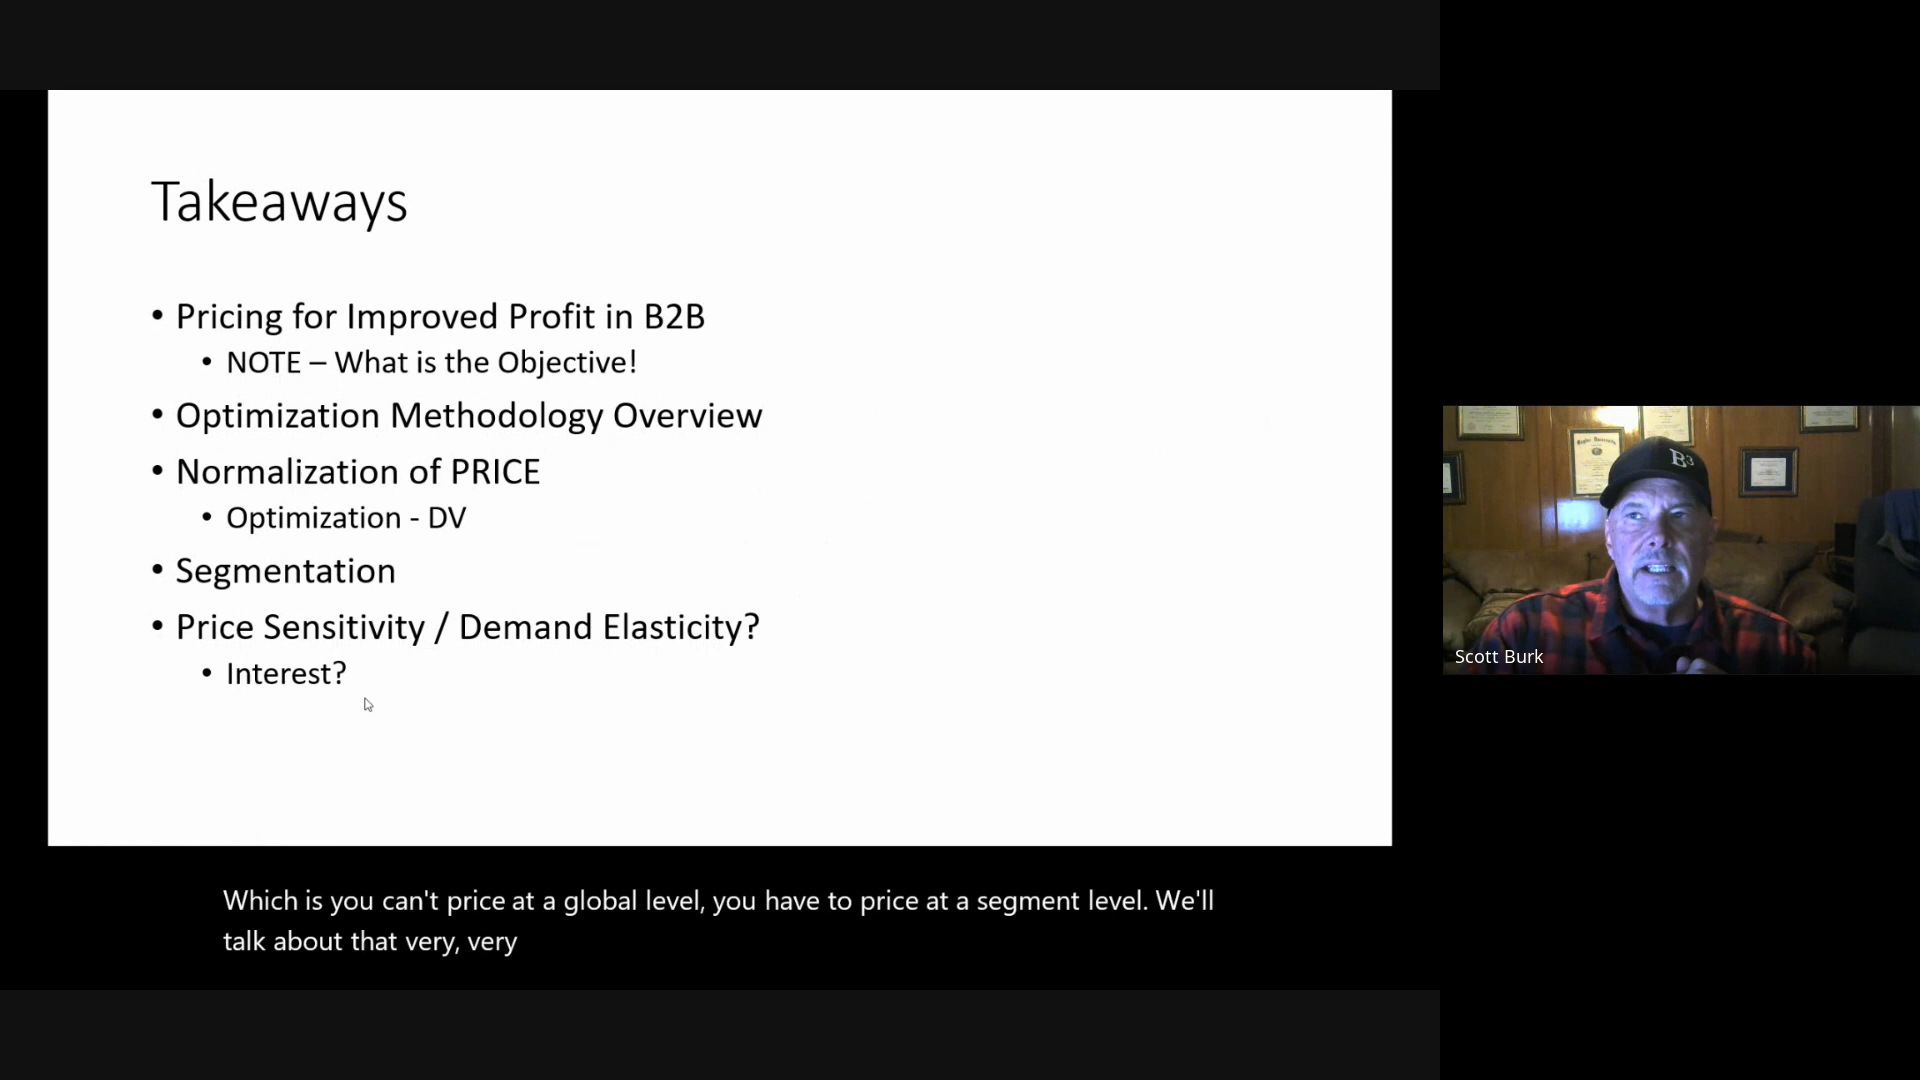 Takeaways
• Pricing for Improved Profit in B2B
• NOTE – What is the Objective!
• Optimization Methodology Overview
• Normalization of PRICE
• Optimization - DV
• Segmentation
• Price Sensitivity / Demand Elasticity?
• Interest?
B3
Scott Burk
Which is you can't price at a global level, you have to price at a segment level. We'll
talk about that very, very